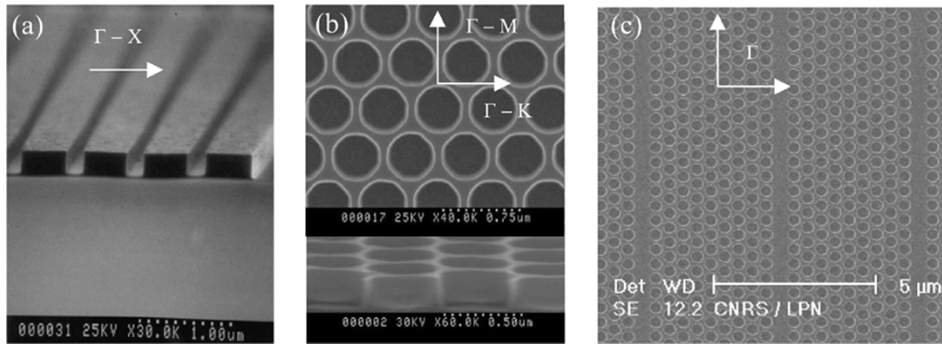 (a)
Γ – X
000031 25KV X30.0K 1.00um
(b)
Γ – M
Γ – K
000017 25KV X40.0K 0.75um
000002 30KV X60.0K 0.50um
(c)
Γ
5 µm
Det WD
SE 12.2 CNRS / LPN